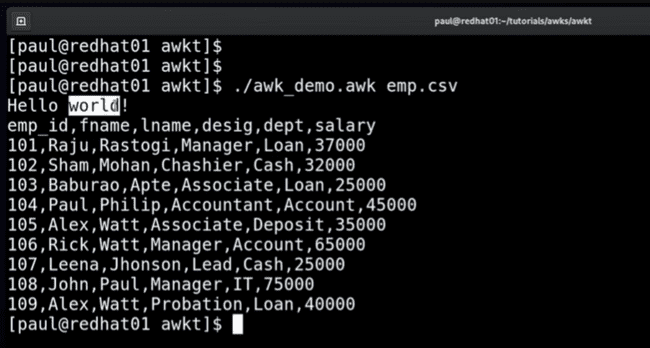 paul@redhat01:~/tutorials/awks/awkt
[paul@redhat01 awkt]$
[paul@redhat01 awkt]$
[paul@redhat01 awkt]$ ./awk_demo.awk emp.csv
Hello world!
emp_id,fname,lname,desig,dept,salary
101,Raju,Rastogi,Manager,Loan,37000
102,Sham,Mohan,Chashier,Cash,32000
103,Baburao,Apte,Associate,Loan,25000
104,Paul,Philip,Accountant,Account,45000
105,Alex,Watt,Associate,Deposit,35000
106,Rick,Watt,Manager,Account,65000
107,Leena,Jhonson,Lead,Cash,25000
108,John,Paul,Manager,IT,75000
109,Alex,Watt,Probation,Loan,40000
[paul@redhat01 awkt]$